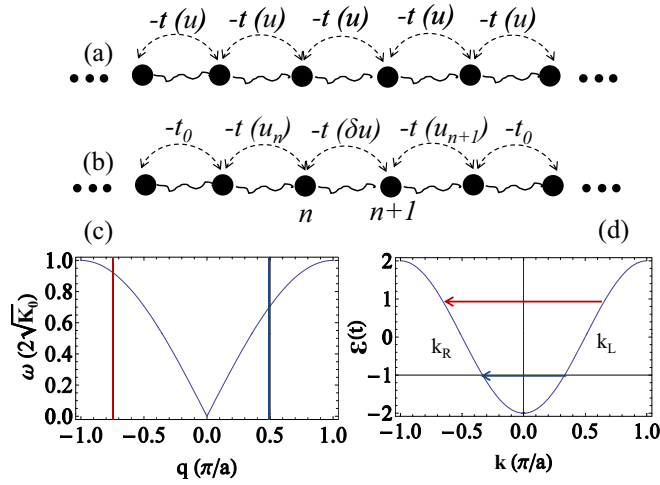 -t (u) -t (u) -t (u) -t (u) -t (u)
(a)
-t₀ -t (uₙ) -t (δu) -t (uₙ₊₁) -t₀
(b)
n n+1
(c) (d)
ω (2√K₀)
1.0
0.8
0.6
0.4
0.2
0.0
-1.0 -0.5 0.0 0.5 1.0
q (π/a)
ε(t)
2
1
0
-1
-2
k_R k_L
-1.0 -0.5 0.0 0.5 1.0
k (π/a)